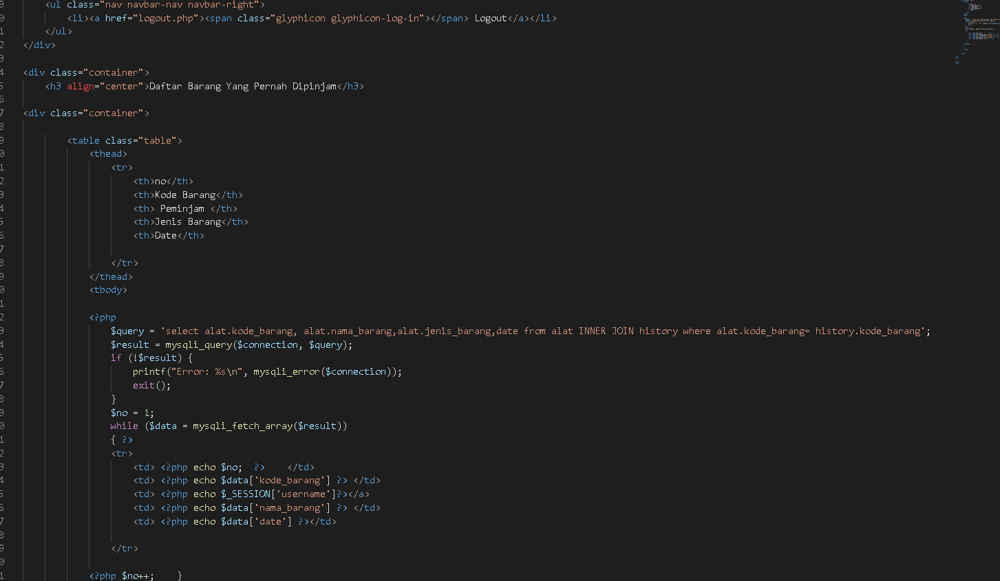 <ul class="nav navbar-nav navbar-right">
<li><a href="logout.php"><span class="glyphicon glyphicon-log-in"></span> Logout</a></li>
</ul>
</div>
<div class="container">
<h3 align="center">Daftar Barang Yang Pernah Dipinjam</h3>
<div class="container">
<table class="table">
<thead>
<tr>
<th>no</th>
<th>Kode Barang</th>
<th> Peminjam </th>
<th>Jenis Barang</th>
<th>Date</th>
</tr>
</thead>
<tbody>
<?php
$query = 'select alat.kode_barang, alat.nama_barang,alat.jenis_barang,date from alat INNER JOIN history where alat.kode_barang= history.kode_barang';
$result = mysqli_query($connection, $query);
if (!$result) {
printf("Error: %s\n", mysqli_error($connection));
exit();
}
$no = 1;
while ($data = mysqli_fetch_array($result))
{ ?>
<tr>
<td> <?php echo $no;  ?>    </td>
<td> <?php echo $data['kode_barang'] ?> </td>
<td> <?php echo $_SESSION['username']?></a>
<td> <?php echo $data['nama_barang'] ?> </td>
<td> <?php echo $data['date'] ?></td>
</tr>
<?php $no++;    }